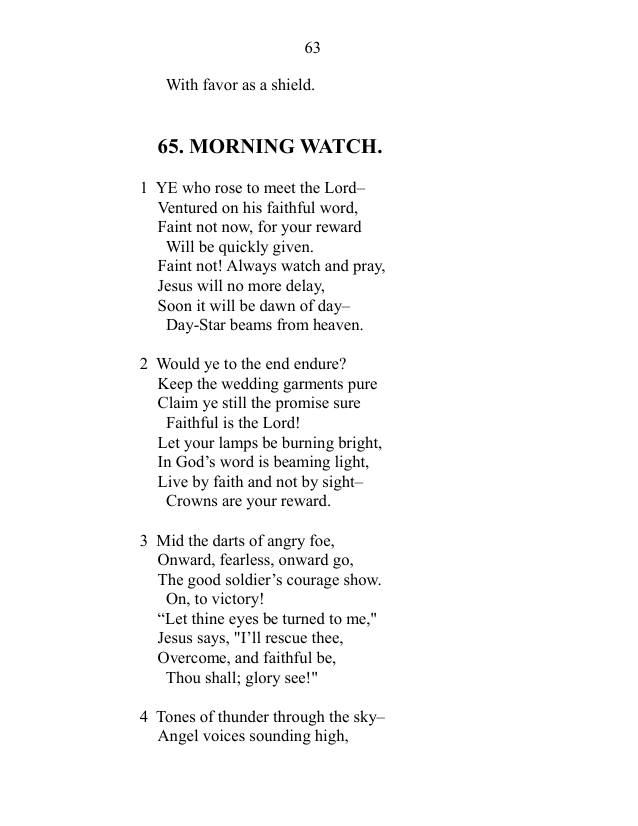 63
With favor as a shield.
65. MORNING WATCH.
1 YE who rose to meet the Lord–
Ventured on his faithful word,
Faint not now, for your reward
Will be quickly given.
Faint not! Always watch and pray,
Jesus will no more delay,
Soon it will be dawn of day–
Day-Star beams from heaven.
2 Would ye to the end endure?
Keep the wedding garments pure
Claim ye still the promise sure
Faithful is the Lord!
Let your lamps be burning bright,
In God’s word is beaming light,
Live by faith and not by sight–
Crowns are your reward.
3 Mid the darts of angry foe,
Onward, fearless, onward go,
The good soldier’s courage show.
On, to victory!
“Let thine eyes be turned to me,"
Jesus says, "I’ll rescue thee,
Overcome, and faithful be,
Thou shall; glory see!"
4 Tones of thunder through the sky–
Angel voices sounding high,